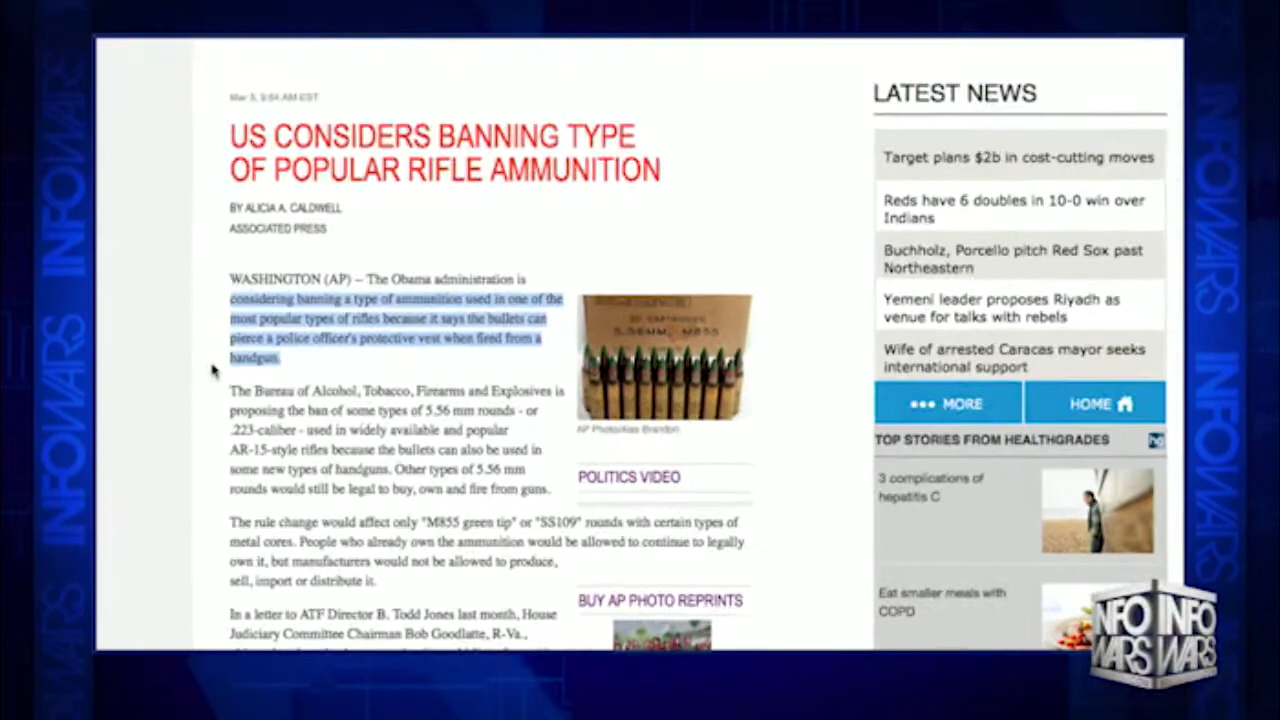 Mar 3, 9:54 AM EST
US CONSIDERS BANNING TYPE
OF POPULAR RIFLE AMMUNITION
BY ALICIA A. CALDWELL
ASSOCIATED PRESS
WASHINGTON (AP) -- The Obama administration is
considering banning a type of ammunition used in one of the
most popular types of rifles because it says the bullets can
pierce a police officer's protective vest when fired from a
handgun.
The Bureau of Alcohol, Tobacco, Firearms and Explosives is
proposing the ban of some types of 5.56 mm rounds - or
.223-caliber - used in widely available and popular
AR-15-style rifles because the bullets can also be used in
some new types of handguns. Other types of 5.56 mm
rounds would still be legal to buy, own and fire from guns.
The rule change would affect only "M855 green tip" or "SS109" rounds with certain types of
metal cores. People who already own the ammunition would be allowed to continue to legally
own it, but manufacturers would not be allowed to produce,
sell, import or distribute it.
In a letter to ATF Director B. Todd Jones last month, House
Judiciary Committee Chairman Bob Goodlatte, R-Va.,
CARTRIDGES
5.56MM, M855
AP Photo/Alex Brandon
POLITICS VIDEO
BUY AP PHOTO REPRINTS
LATEST NEWS
Target plans $2b in cost-cutting moves
Reds have 6 doubles in 10-0 win over
Indians
Buchholz, Porcello pitch Red Sox past
Northeastern
Yemeni leader proposes Riyadh as
venue for talks with rebels
Wife of arrested Caracas mayor seeks
international support
••• MORE
HOME
TOP STORIES FROM HEALTHGRADES
hg
3 complications of
hepatitis C
Eat smaller meals with
COPD
INFOWARS
INFOWARS
INFOWARS
INFOWARS
INFO
WARS
INFO
WARS